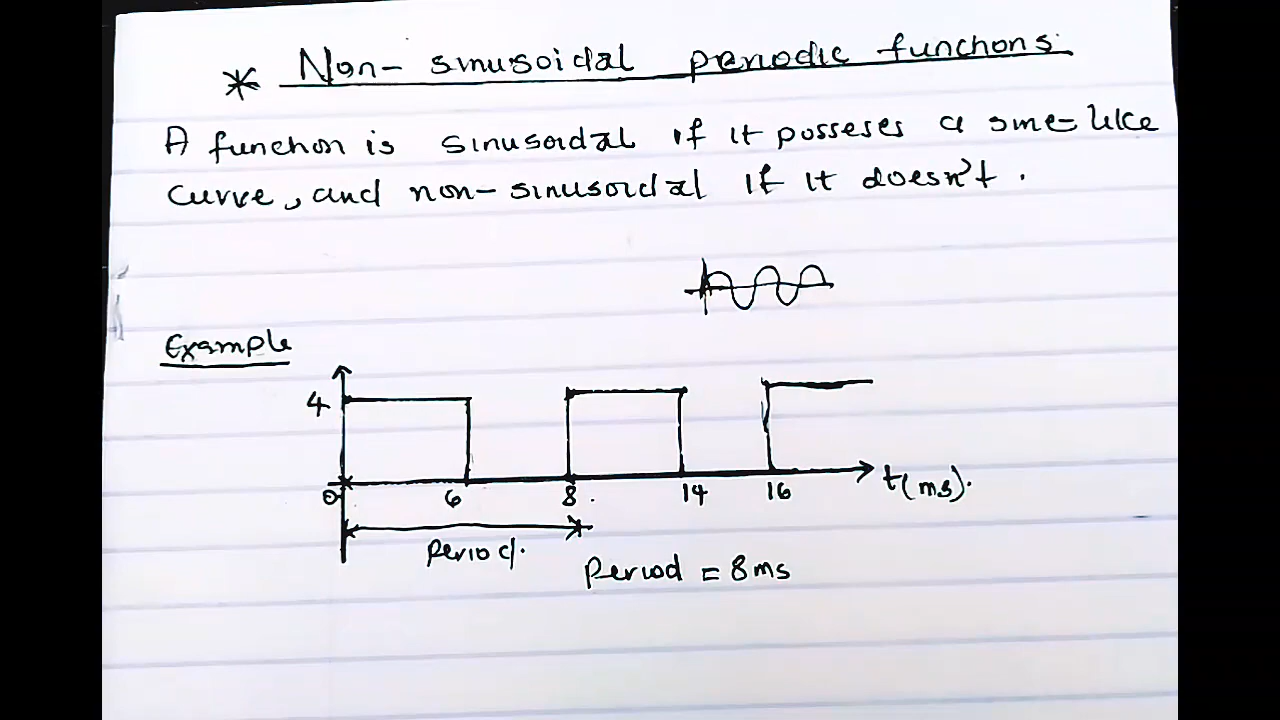 * Non-sinusoidal periodic functions.
A function is sinusoidal if it posseses a sine-like
curve, and non-sinusoidal if it doesn't.
Example
4
0 6 8. 14 16 t(ms).
Period.
Period = 8ms